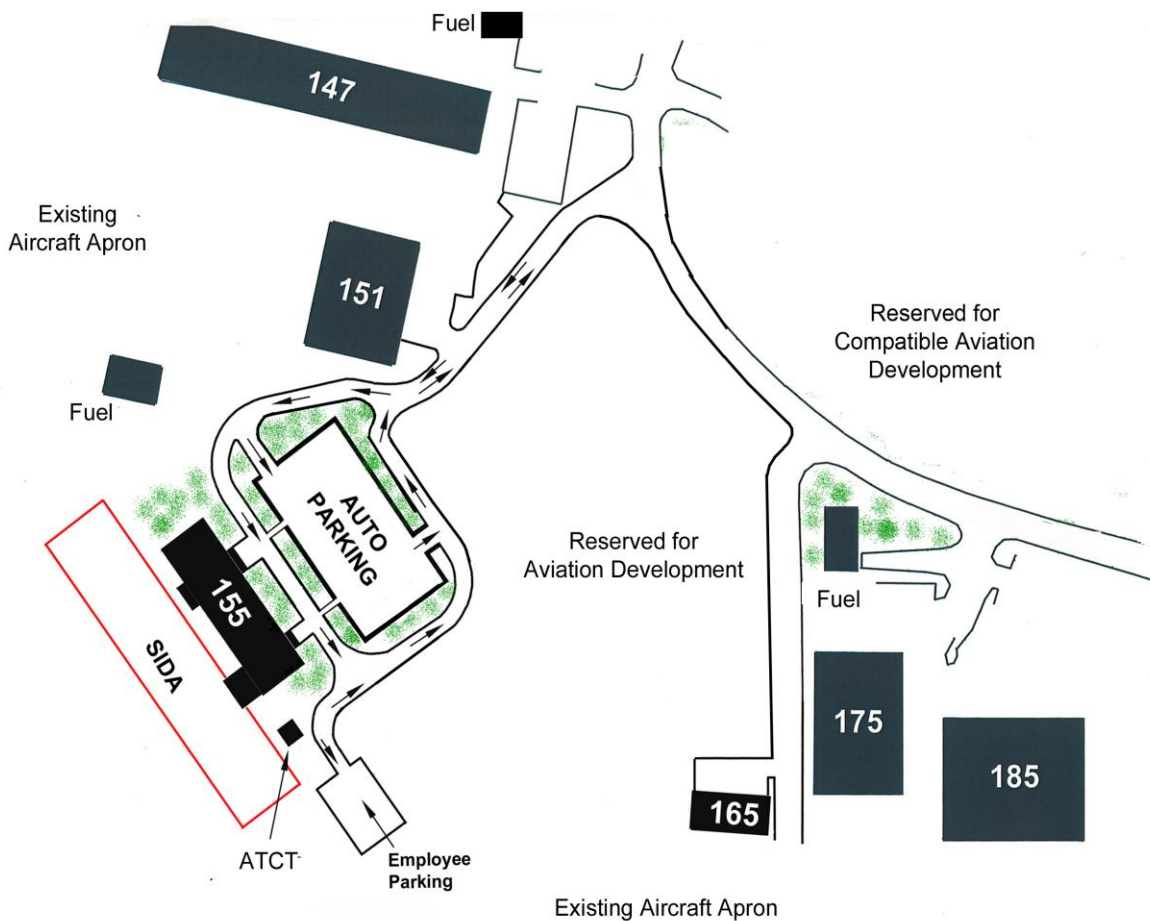 Fuel
147
Existing
Aircraft Apron
151
Reserved for
Compatible Aviation
Development
Fuel
AUTO
PARKING
Reserved for
Aviation Development
155
SIDA
Fuel
175
185
165
ATCT
Employee
Parking
Existing Aircraft Apron